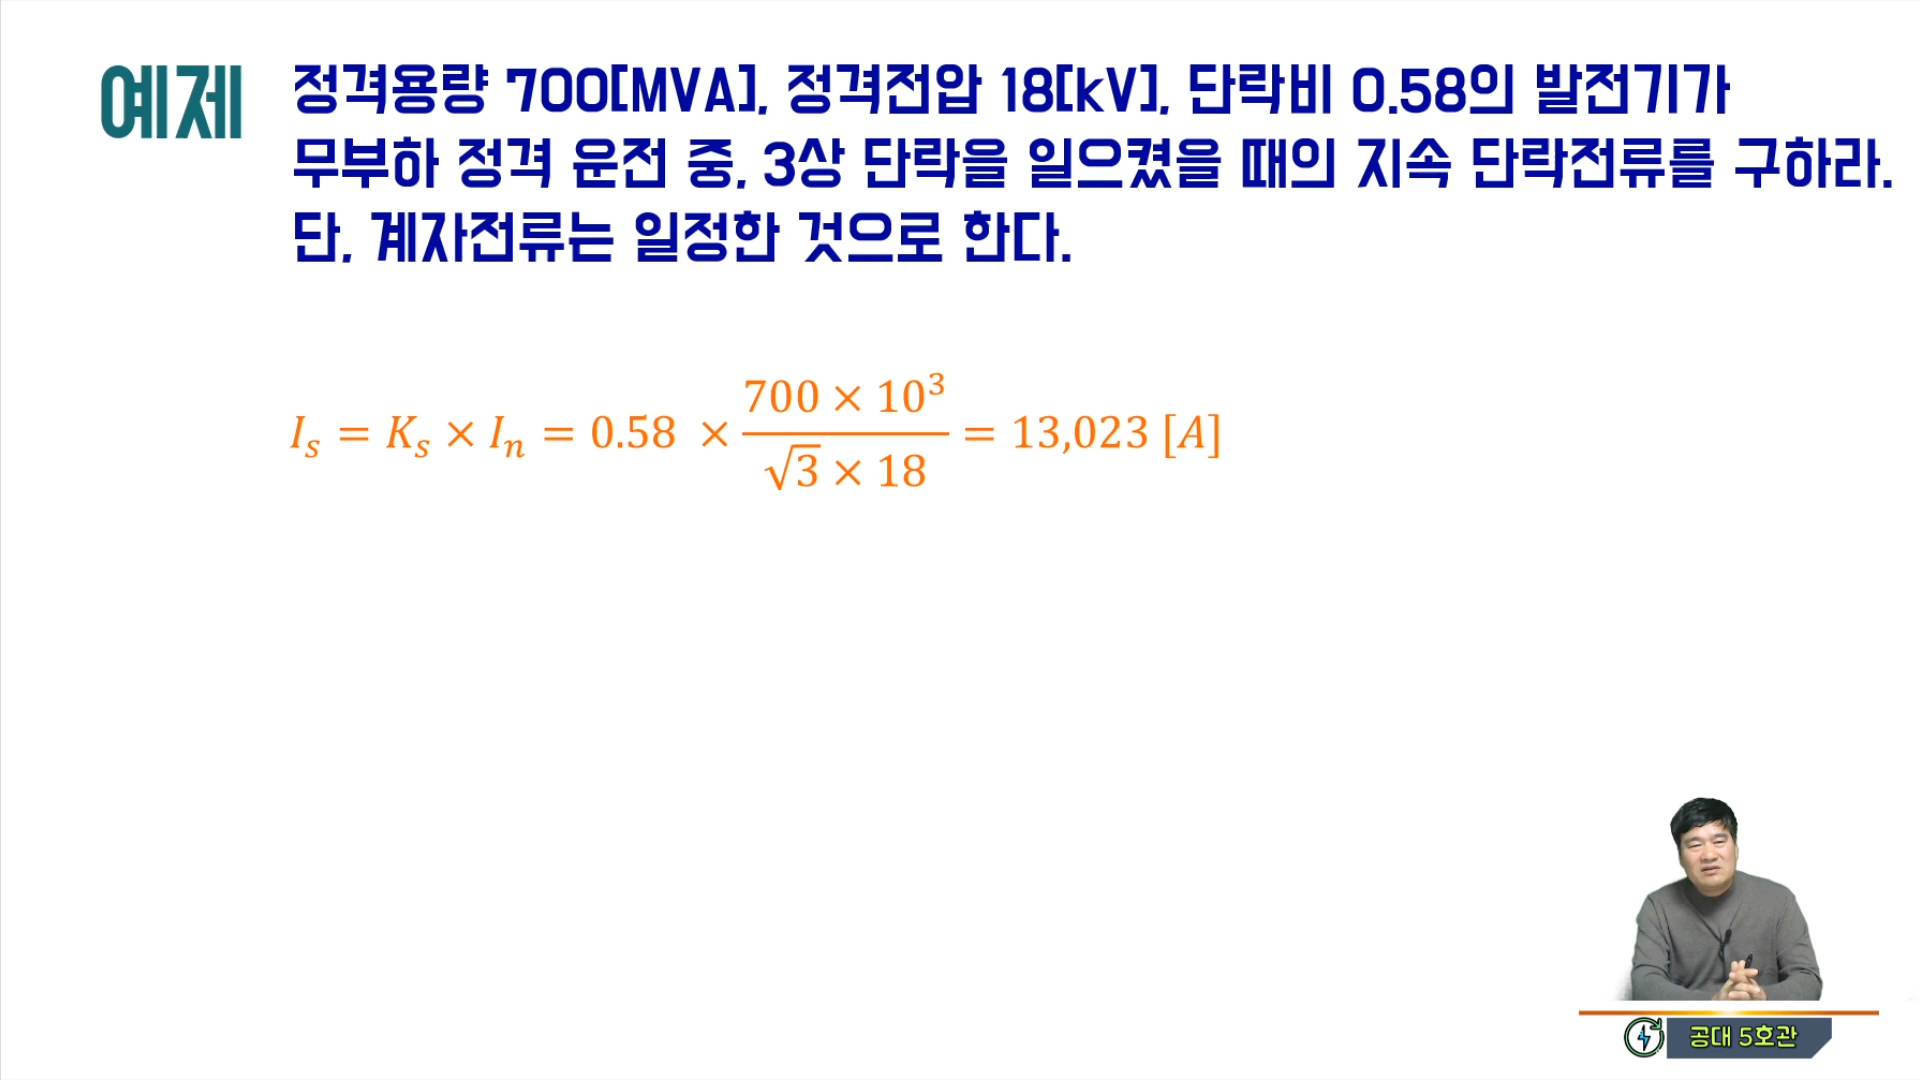 예제
정격용량 700[MVA], 정격전압 18[kV], 단락비 0.58의 발전기가
무부하 정격 운전 중, 3상 단락을 일으켰을 때의 지속 단락전류를 구하라.
단, 계자전류는 일정한 것으로 한다.
I_s = K_s × I_n = 0.58 × \frac{700 × 10^3}{\sqrt{3} × 18} = 13,023 [A]
공대 5호관